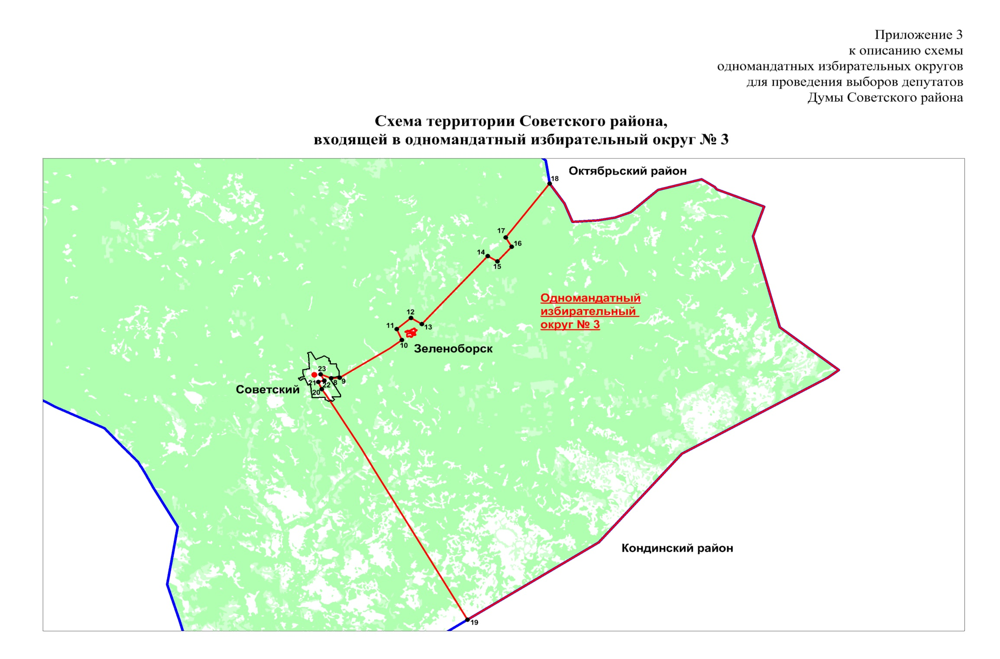 Приложение 3
к описанию схемы
одномандатных избирательных округов
для проведения выборов депутатов
Думы Советского района
Схема территории Советского района,
входящей в одномандатный избирательный округ № 3
Октябрьский район
18
17
16
14
15
Одномандатный
избирательный
округ № 3
12
11
13
10
Зеленоборск
23
21
22
8
9
Советский
20
Кондинский район
19